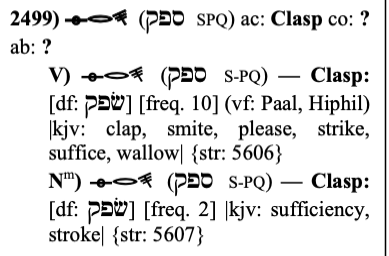 2499) (ספק SPQ) ac: Clasp co: ?
ab: ?
V) (ספק S-PQ) — Clasp:
[df: שׂפק] [freq. 10] (vf: Paal, Hiphil)
|kjv: clap, smite, please, strike,
suffice, wallow| {str: 5606}
Nᵐ) (ספק S-PQ) — Clasp:
[df: שׂפק] [freq. 2] |kjv: sufficiency,
stroke| {str: 5607}